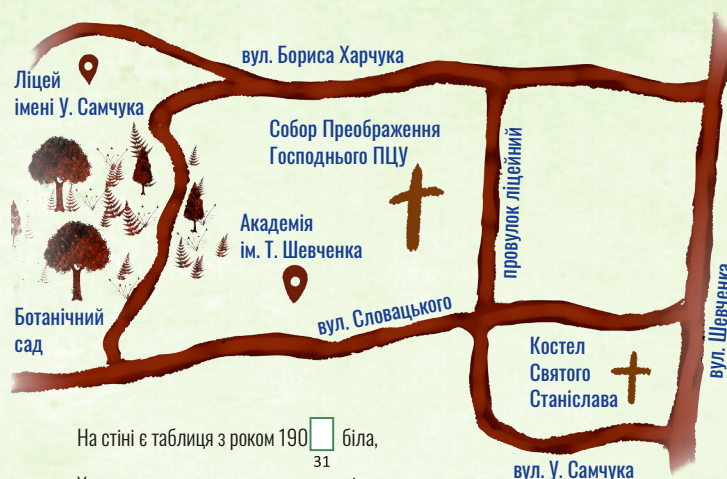 вул. Бориса Харчука
Ліцей
імені У. Самчука
Собор Преображення
Господнього ПЦУ
провулок ліцейний
Академія
ім. Т. Шевченка
вул. Шевченка
Ботанічний
сад
вул. Словацького
Костел
Святого
Станіслава
На стіні є таблиця з роком 190 біла,
31
вул. У. Самчука